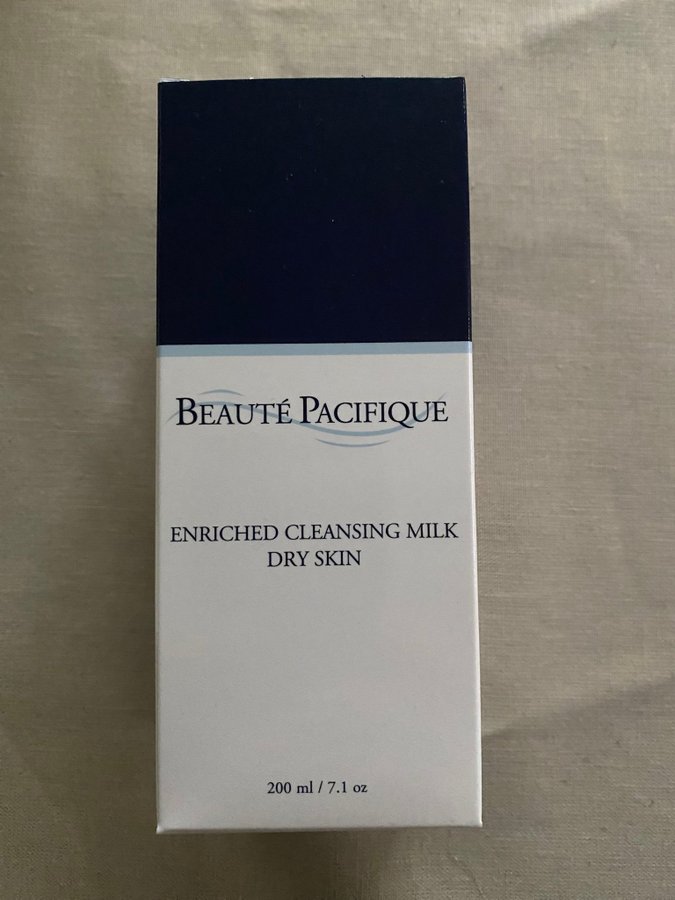 BEAUTÉ PACIFIQUE
ENRICHED CLEANSING MILK
DRY SKIN
200 ml / 7.1 oz